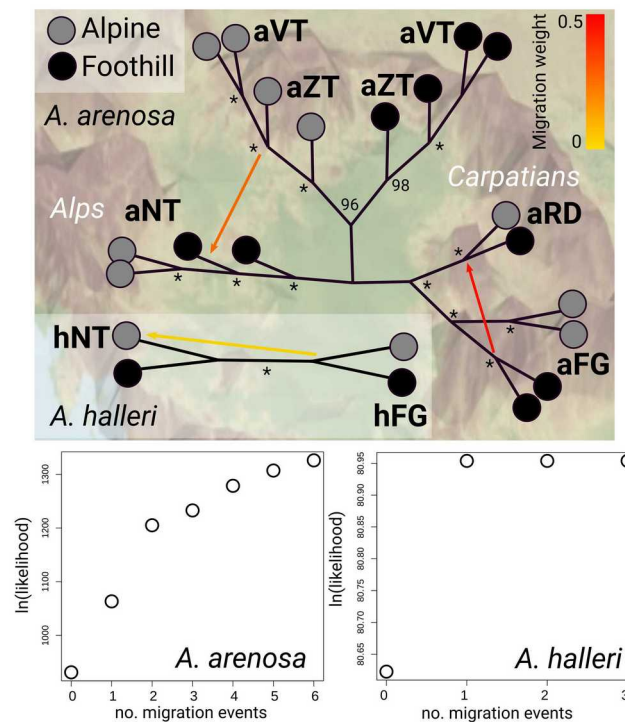 Alpine
Foothill
A. arenosa
aVT
aVT
aZT
aZT
Migration weight
0.5
0
*
*
*
*
*
96
98
Alps
Carpatians
aNT
aRD
*
*
*
*
*
*
*
*
hNT
aFG
*
A. halleri
hFG
ln(likelihood)
1300
1200
1100
1000
A. arenosa
0 1 2 3 4 5 6
no. migration events
ln(likelihood)
80.95
80.90
80.85
80.80
80.75
80.70
80.65
A. halleri
0 1 2 3
no. migration events